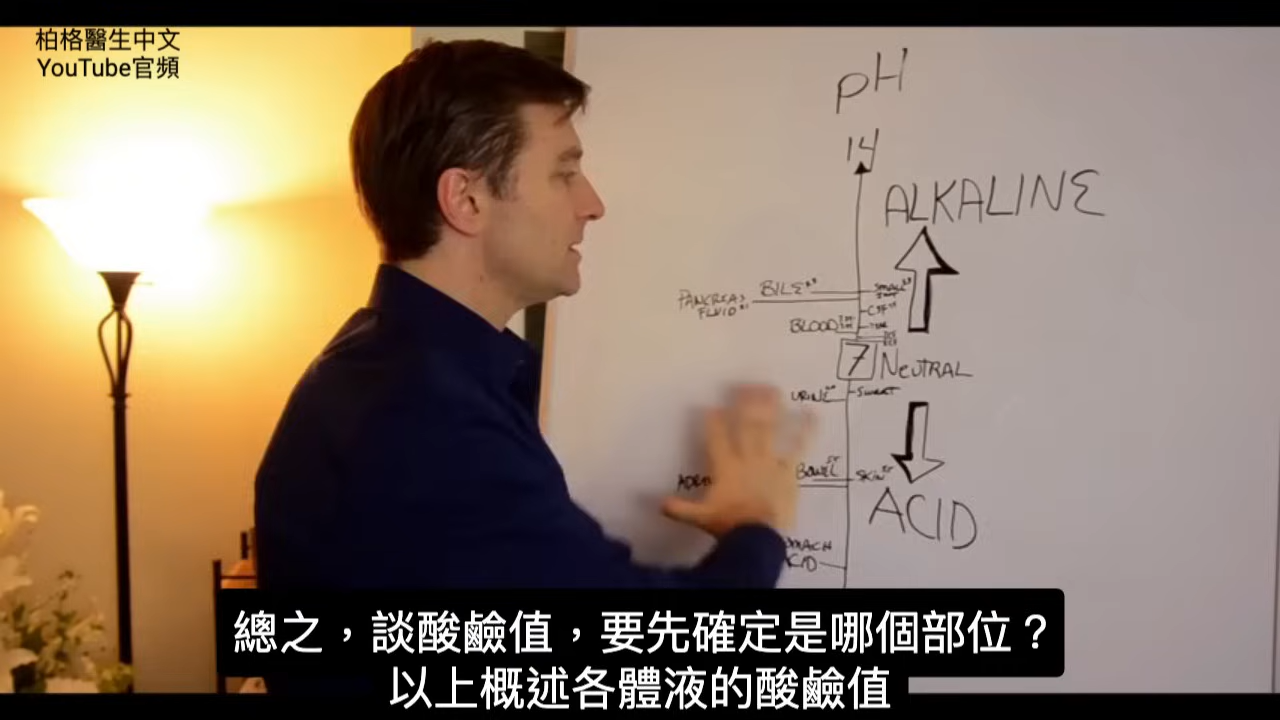 柏格醫生中文
YouTube官頻
pH
14
ALKALINE
BILE
PANCREAS
FLUID
CSF
BLOOD
7 NEUTRAL
URINE
SWEAT
BOWEL
SKIN
ACID
ACID
總之，談酸鹼值，要先確定是哪個部位？
以上概述各體液的酸鹼值